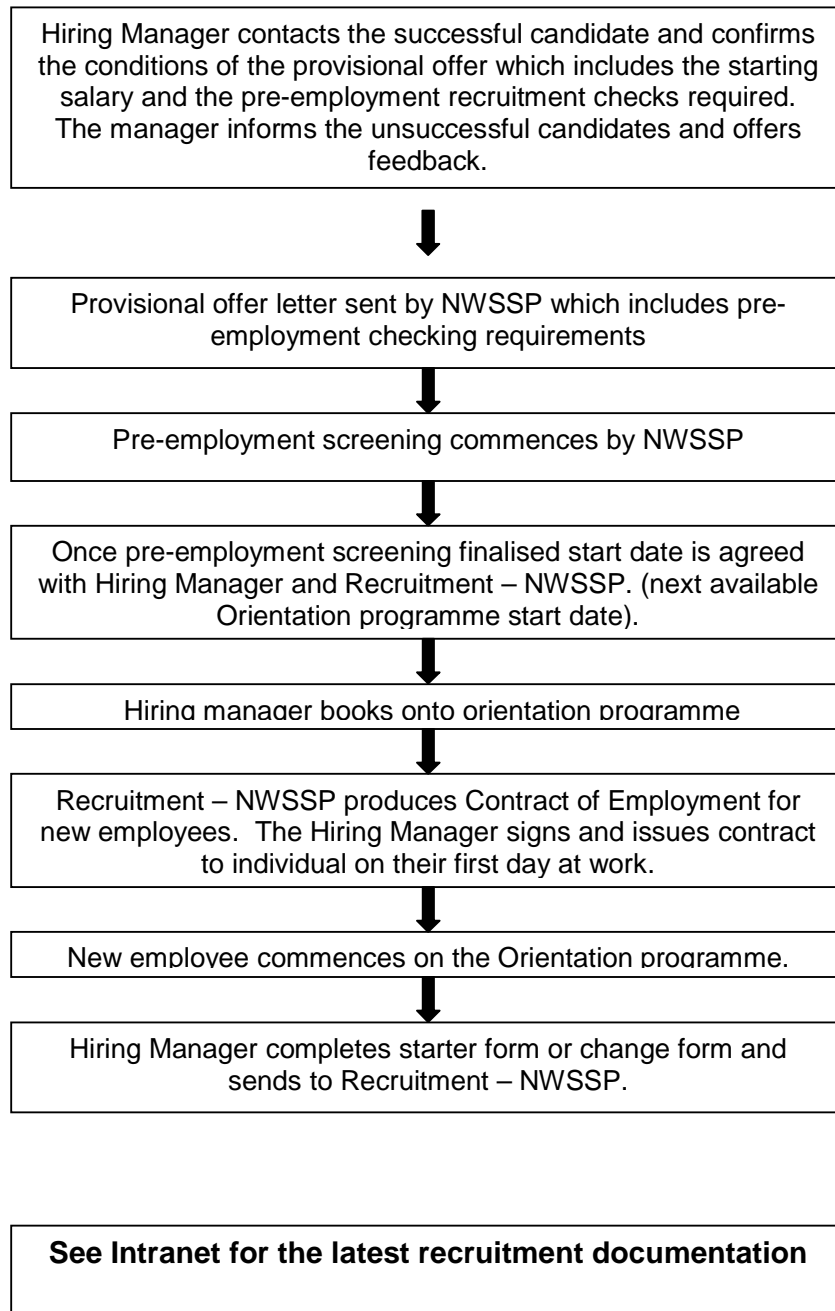 Hiring Manager contacts the successful candidate and confirms
the conditions of the provisional offer which includes the starting
salary and the pre-employment recruitment checks required.
The manager informs the unsuccessful candidates and offers
feedback.
Provisional offer letter sent by NWSSP which includes pre-
employment checking requirements
Pre-employment screening commences by NWSSP
Once pre-employment screening finalised start date is agreed
with Hiring Manager and Recruitment – NWSSP. (next available
Orientation programme start date).
Hiring manager books onto orientation programme
Recruitment – NWSSP produces Contract of Employment for
new employees.  The Hiring Manager signs and issues contract
to individual on their first day at work.
New employee commences on the Orientation programme.
Hiring Manager completes starter form or change form and
sends to Recruitment – NWSSP.
See Intranet for the latest recruitment documentation